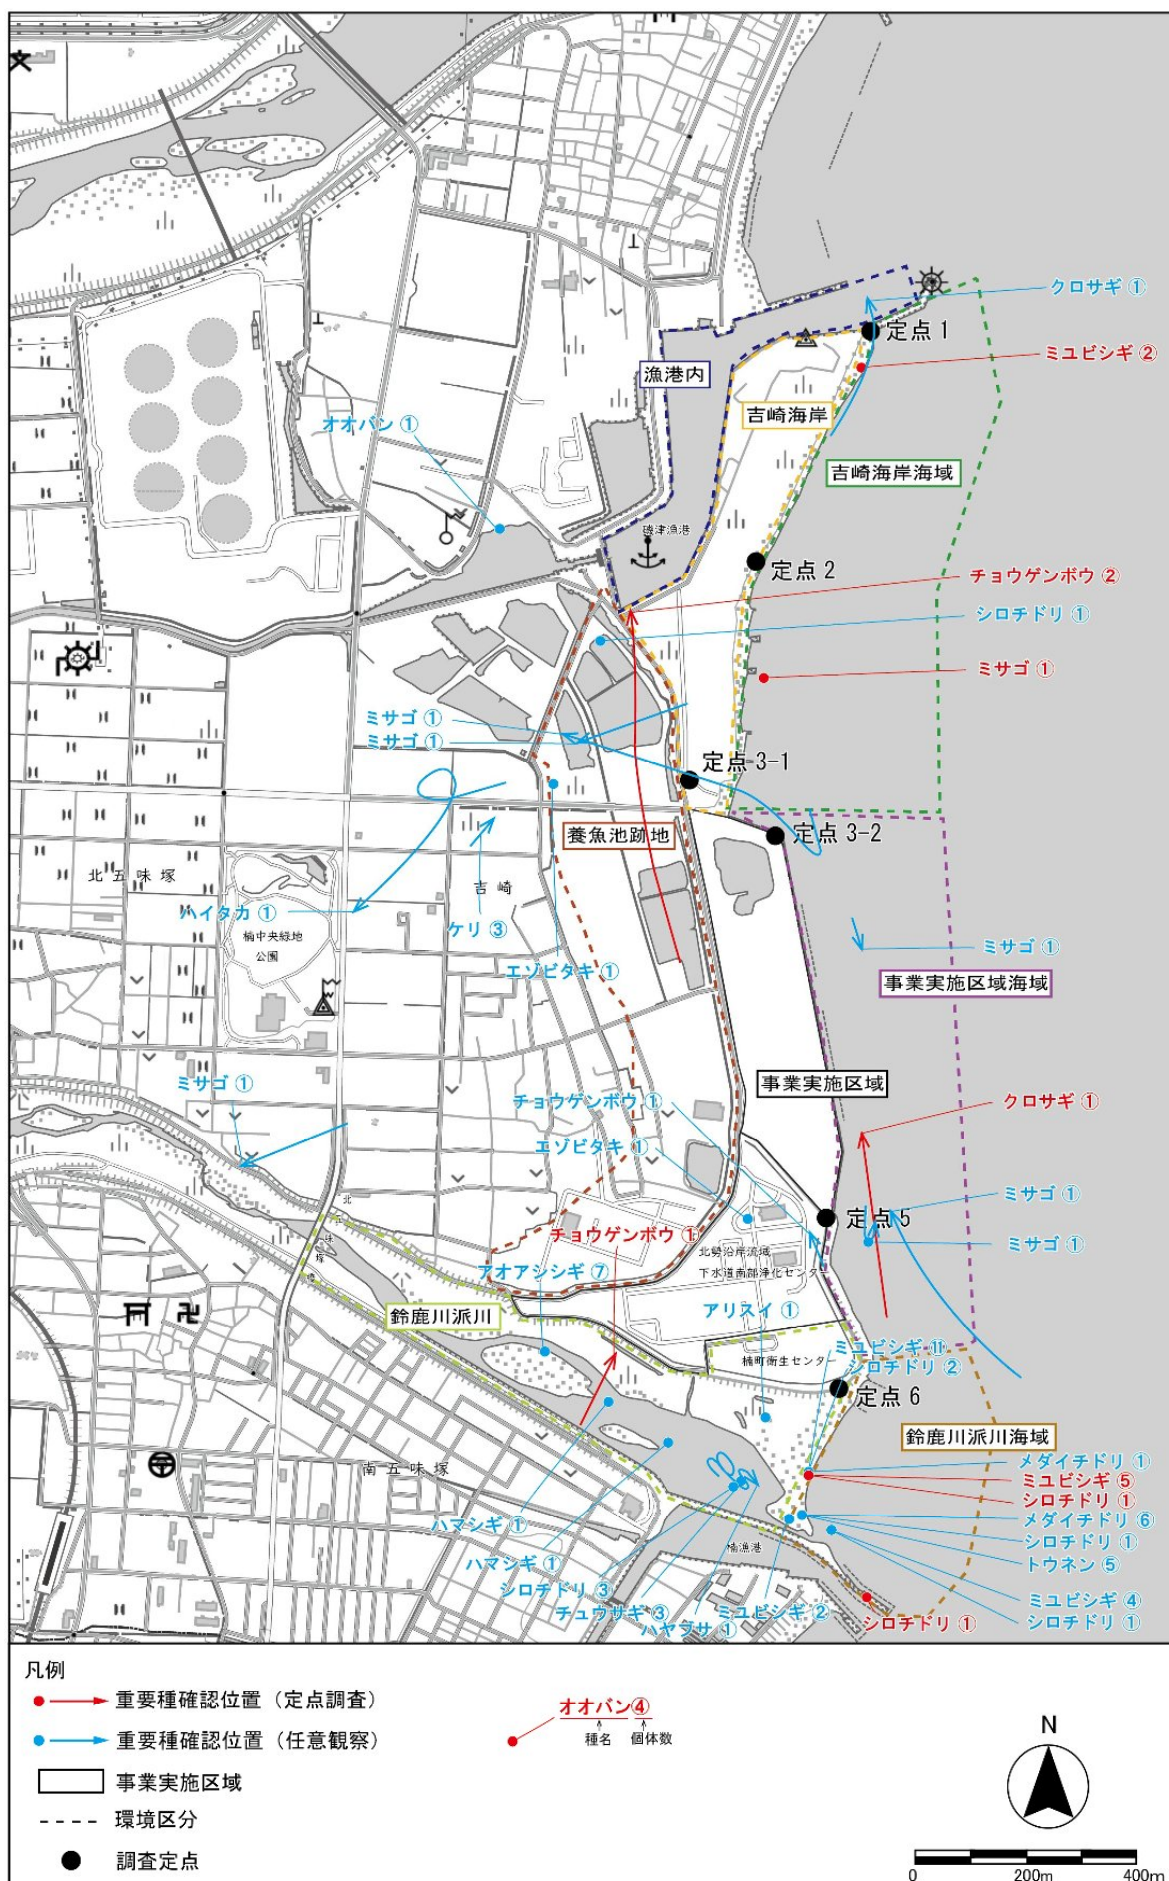 クロサギ ①
定点 1
ミユビシギ ②
漁港内
吉崎海岸
オオバン ①
吉崎海岸海域
磯津漁港
定点 2
チョウゲンボウ ②
シロチドリ ①
ミサゴ ①
ミサゴ ①
ミサゴ ①
定点 3-1
養魚池跡地
定点 3-2
北五味塚
吉崎
ハイタカ ①
ケリ ③
楠中央緑地
公園
ミサゴ ①
エゾビタキ ①
事業実施区域海域
ミサゴ ①
事業実施区域
チョウゲンボウ ①
クロサギ ①
エゾビタキ ①
ミサゴ ①
定点 5
チョウゲンボウ ①
北勢沿岸流域
下水道南部浄化センター
ミサゴ ①
アオアシシギ ⑦
鈴鹿川派川
アリスイ ①
ミユビシギ ⑪
楠町衛生センター
シロチドリ ②
定点 6
鈴鹿川派川海域
南五味塚
メダイチドリ ①
ミユビシギ ⑤
シロチドリ ①
ハマシギ ①
メダイチドリ ⑥
シロチドリ ①
楠漁港
ハマシギ ①
トウネン ⑤
シロチドリ ③
チュウサギ ③
ミユビシギ ②
ミユビシギ ④
ハヤブサ ①
シロチドリ ①
シロチドリ ①
凡例
重要種確認位置（定点調査）
オオバン④
種名 個体数
重要種確認位置（任意観察）
事業実施区域
環境区分
調査定点
N
0 200m 400m